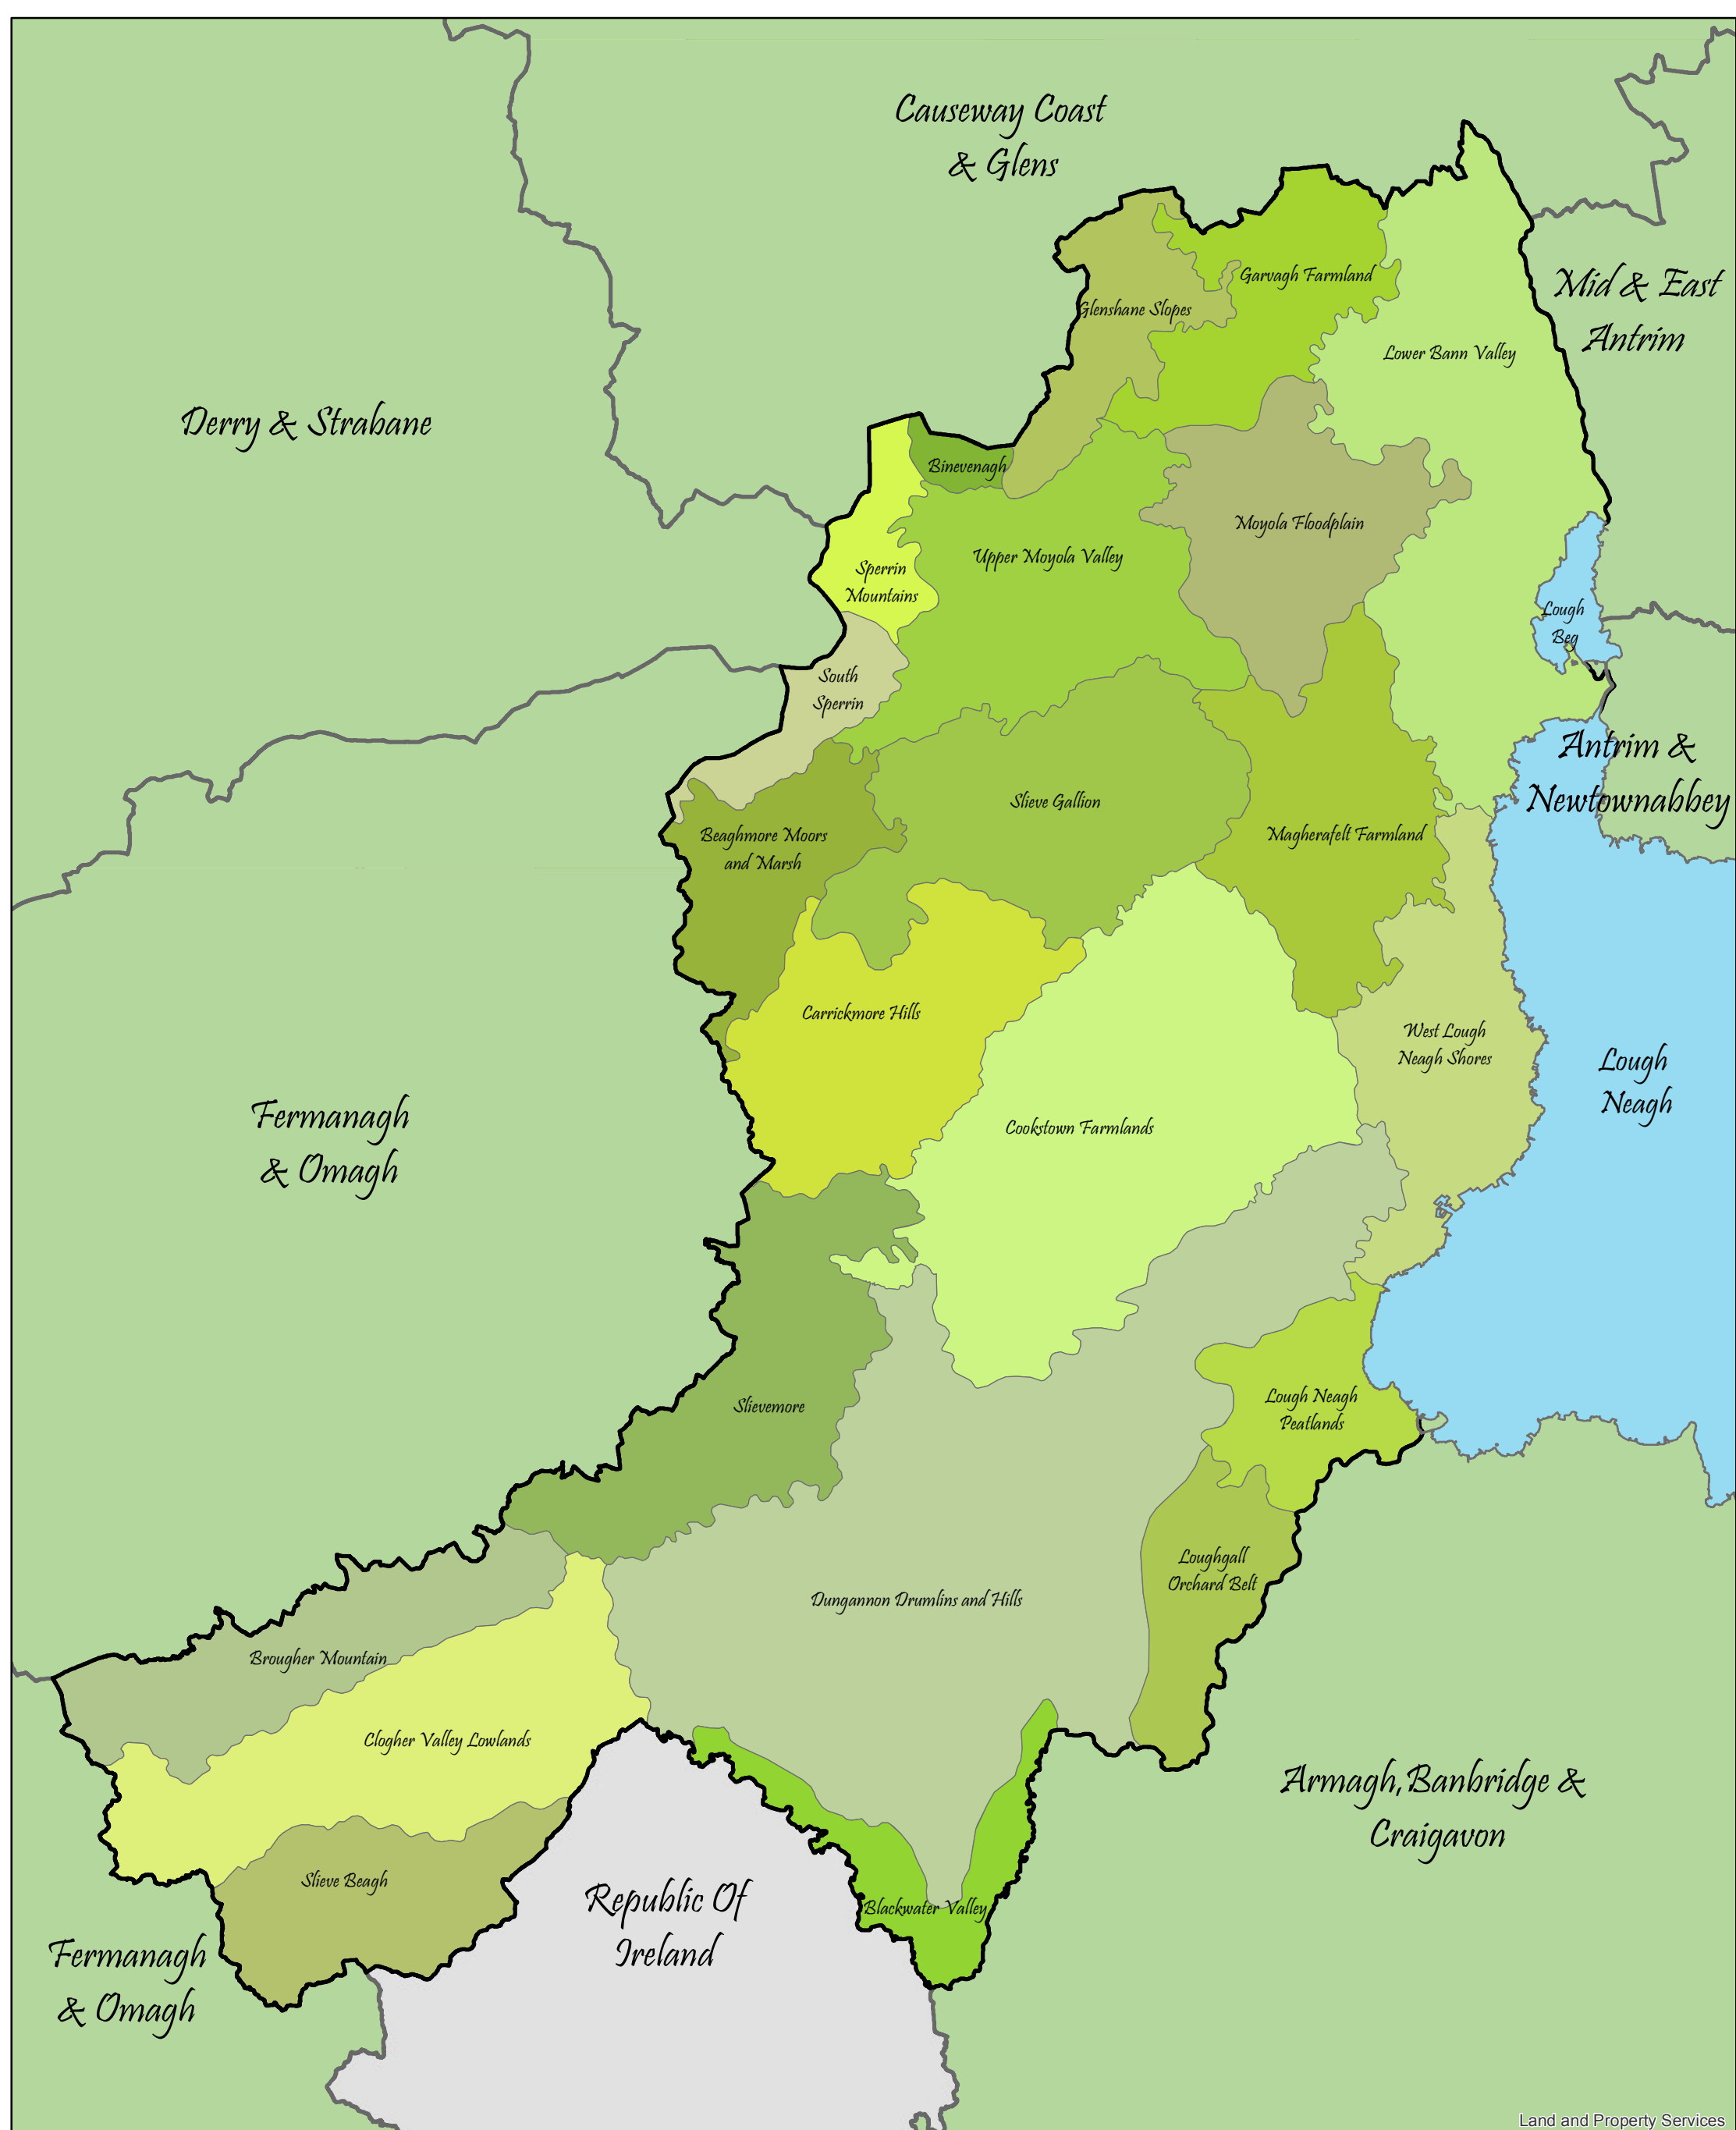 Causeway Coast
& Glens
Mid & East
Antrim
Garvagh Farmland
Glenshane Slopes
Lower Bann Valley
Derry & Strabane
Binevenagh
Moyola Floodplain
Upper Moyola Valley
Sperrin
Mountains
Lough
Beg
South
Sperrin
Antrim &
Newtownabbey
Slieve Gallion
Beaghmore Moors
and Marsh
Magherafelt Farmland
Carrickmore Hills
West Lough
Neagh Shores
Lough
Neagh
Fermanagh
& Omagh
Cookstown Farmlands
Slievemore
Lough Neagh
Peatlands
Loughgall
Orchard Belt
Dungannon Drumlins and Hills
Brougher Mountain
Clogher Valley Lowlands
Armagh, Banbridge &
Craigavon
Slieve Beagh
Republic Of
Ireland
Blackwater Valley
Fermanagh
& Omagh
Land and Property Services